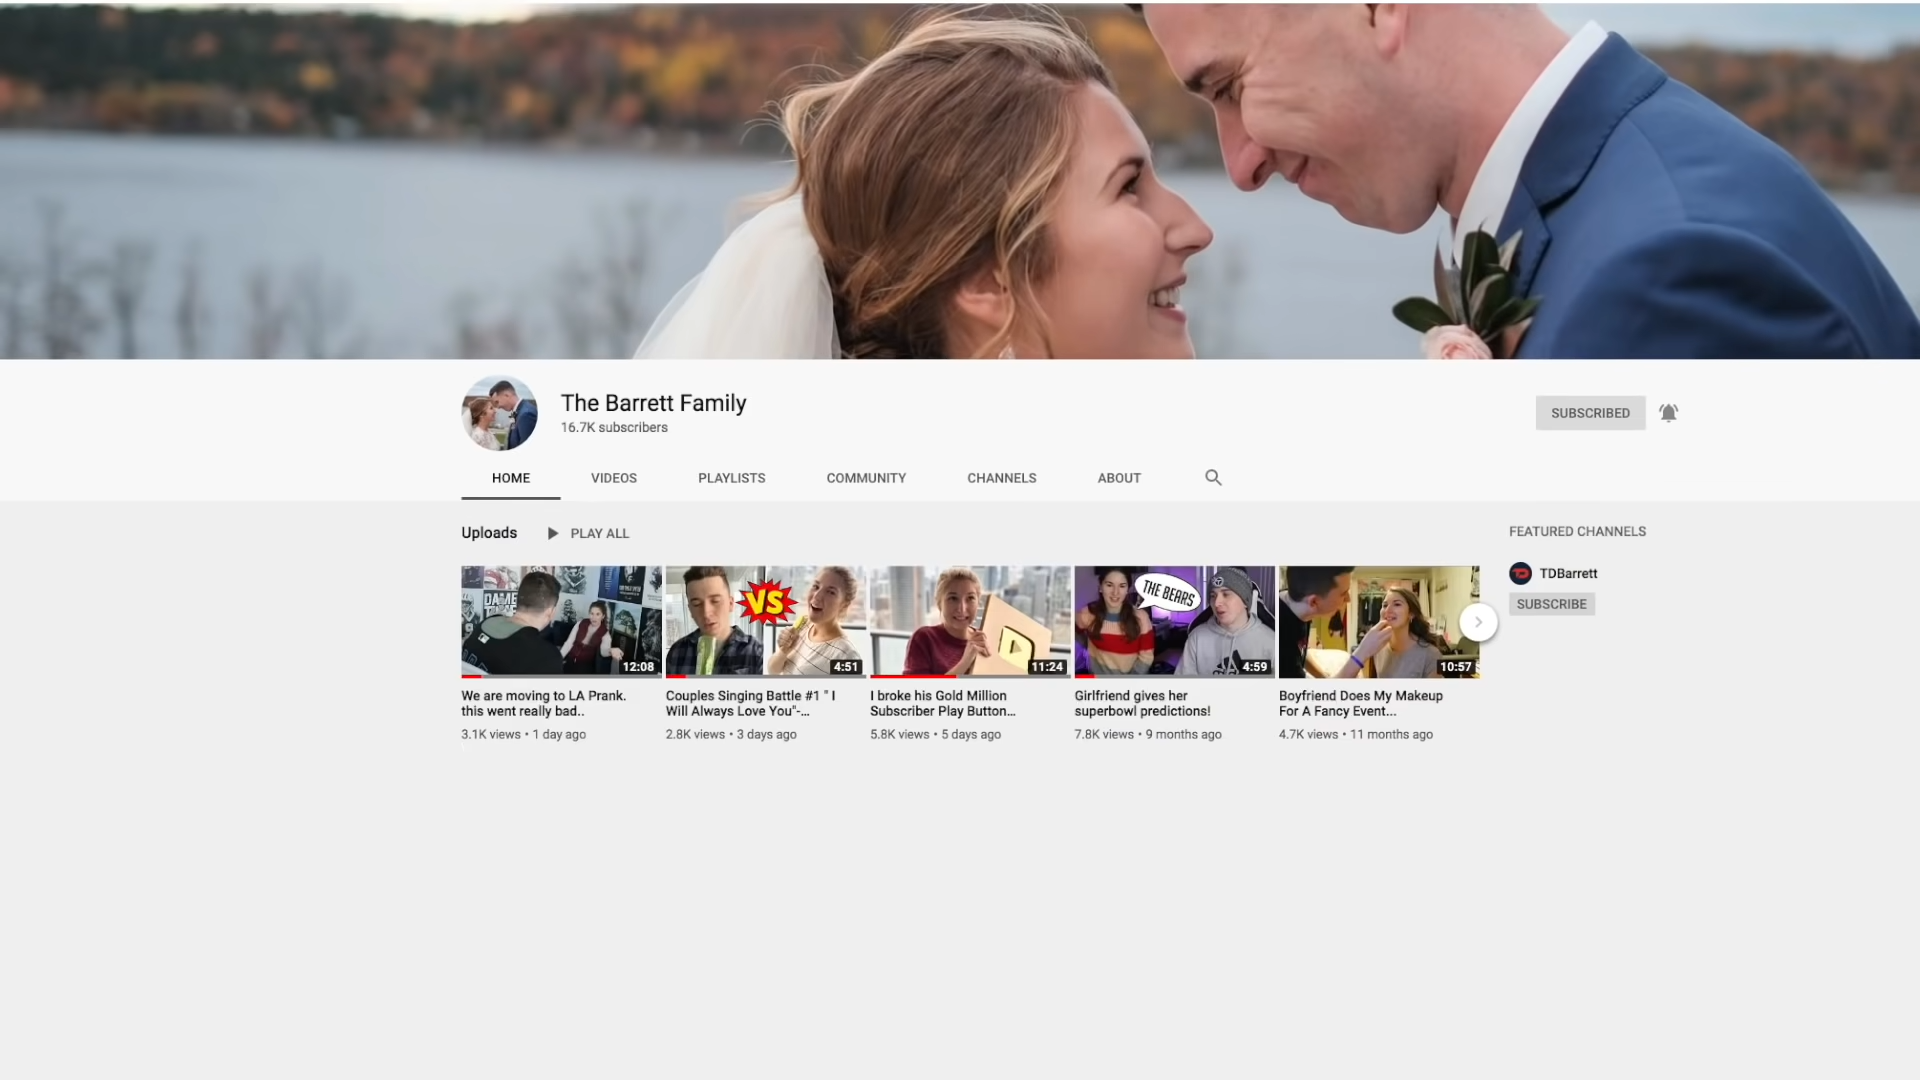 The Barrett Family
16.7K subscribers
SUBSCRIBED
HOME
VIDEOS
PLAYLISTS
COMMUNITY
CHANNELS
ABOUT
Uploads
PLAY ALL
FEATURED CHANNELS
TDBarrett
SUBSCRIBE
DAME
TIME
12:08
VS
4:51
11:24
THE BEARS
4:59
10:57
We are moving to LA Prank.
this went really bad..
3.1K views • 1 day ago
Couples Singing Battle #1 " I
Will Always Love You"-...
2.8K views • 3 days ago
I broke his Gold Million
Subscriber Play Button...
5.8K views • 5 days ago
Girlfriend gives her
superbowl predictions!
7.8K views • 9 months ago
Boyfriend Does My Makeup
For A Fancy Event...
4.7K views • 11 months ago